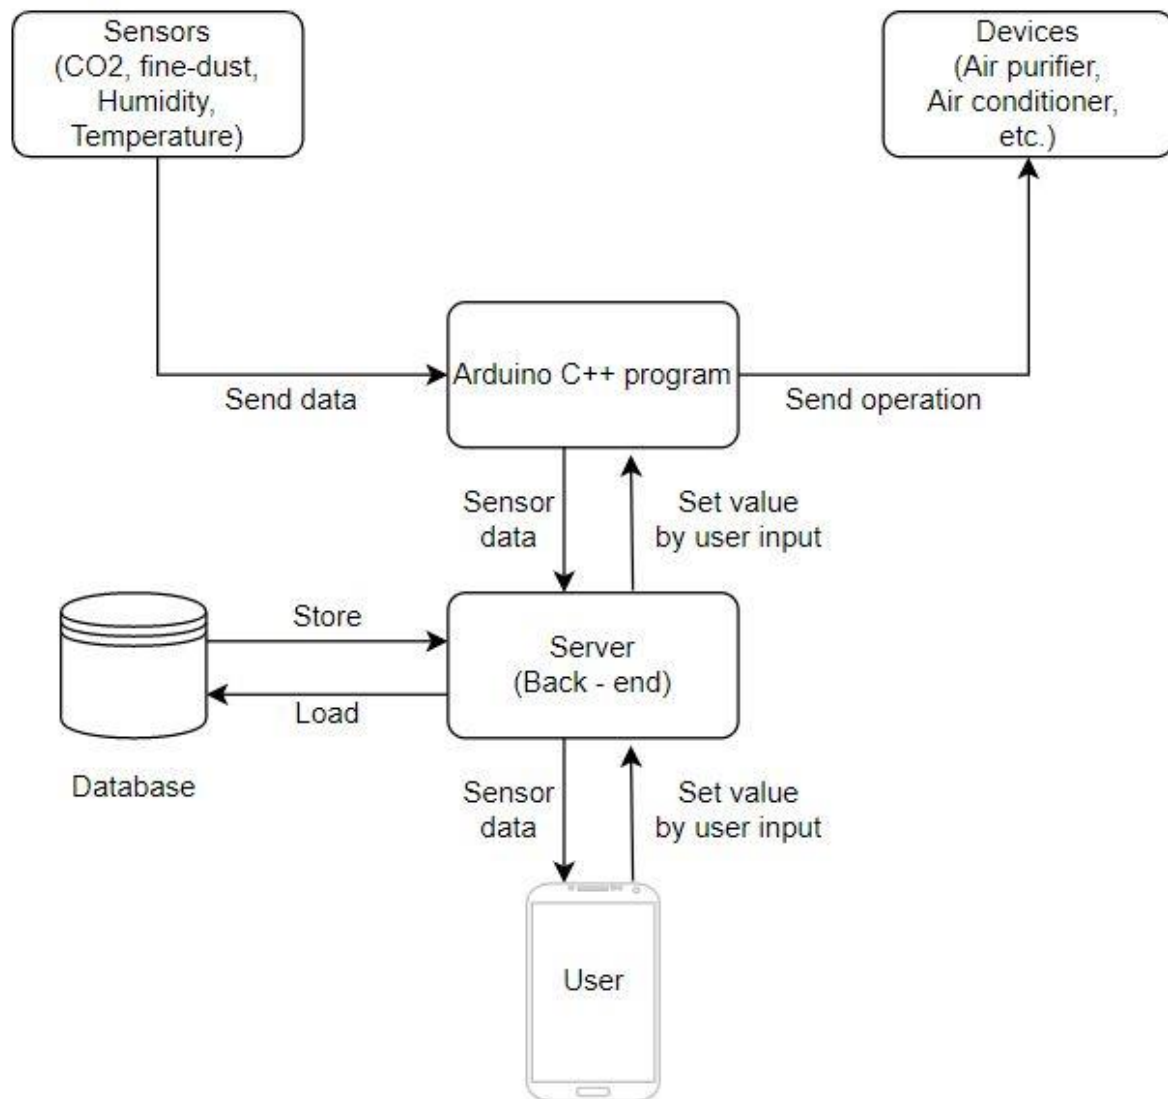 Sensors
(CO2, fine-dust,
Humidity,
Temperature)
Devices
(Air purifier,
Air conditioner,
etc.)
Arduino C++ program
Send data
Send operation
Sensor
data
Set value
by user input
Store
Server
(Back - end)
Load
Database
Sensor
data
Set value
by user input
User